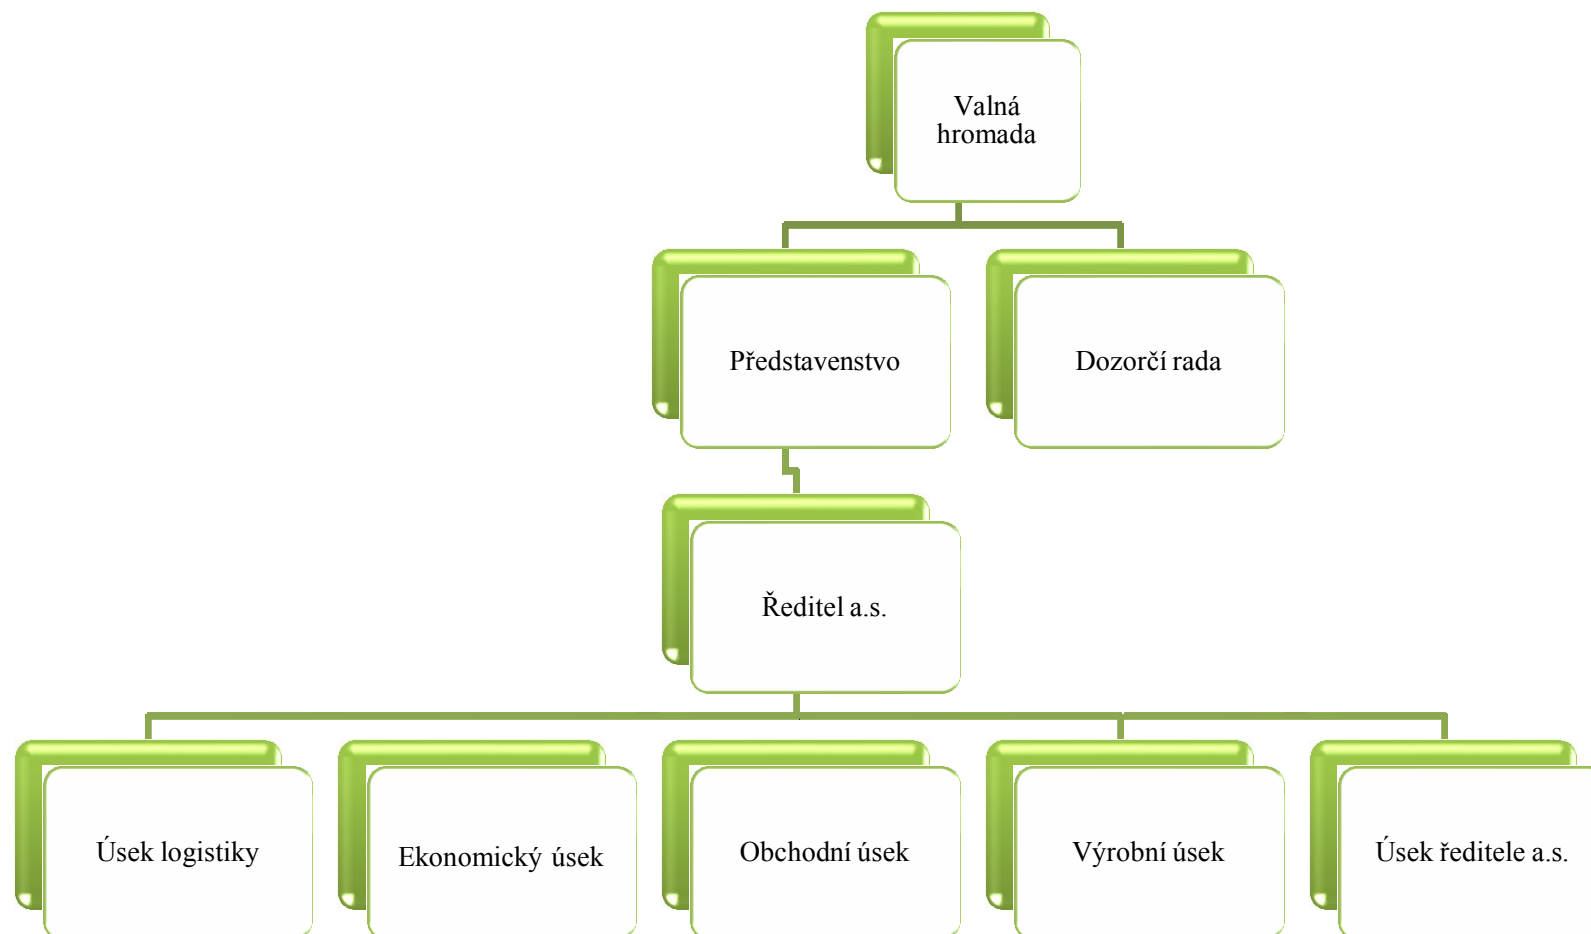 Valná
hromada
Představenstvo
Dozorčí rada
Ředitel a.s.
Úsek logistiky
Ekonomický úsek
Obchodní úsek
Výrobní úsek
Úsek ředitele a.s.